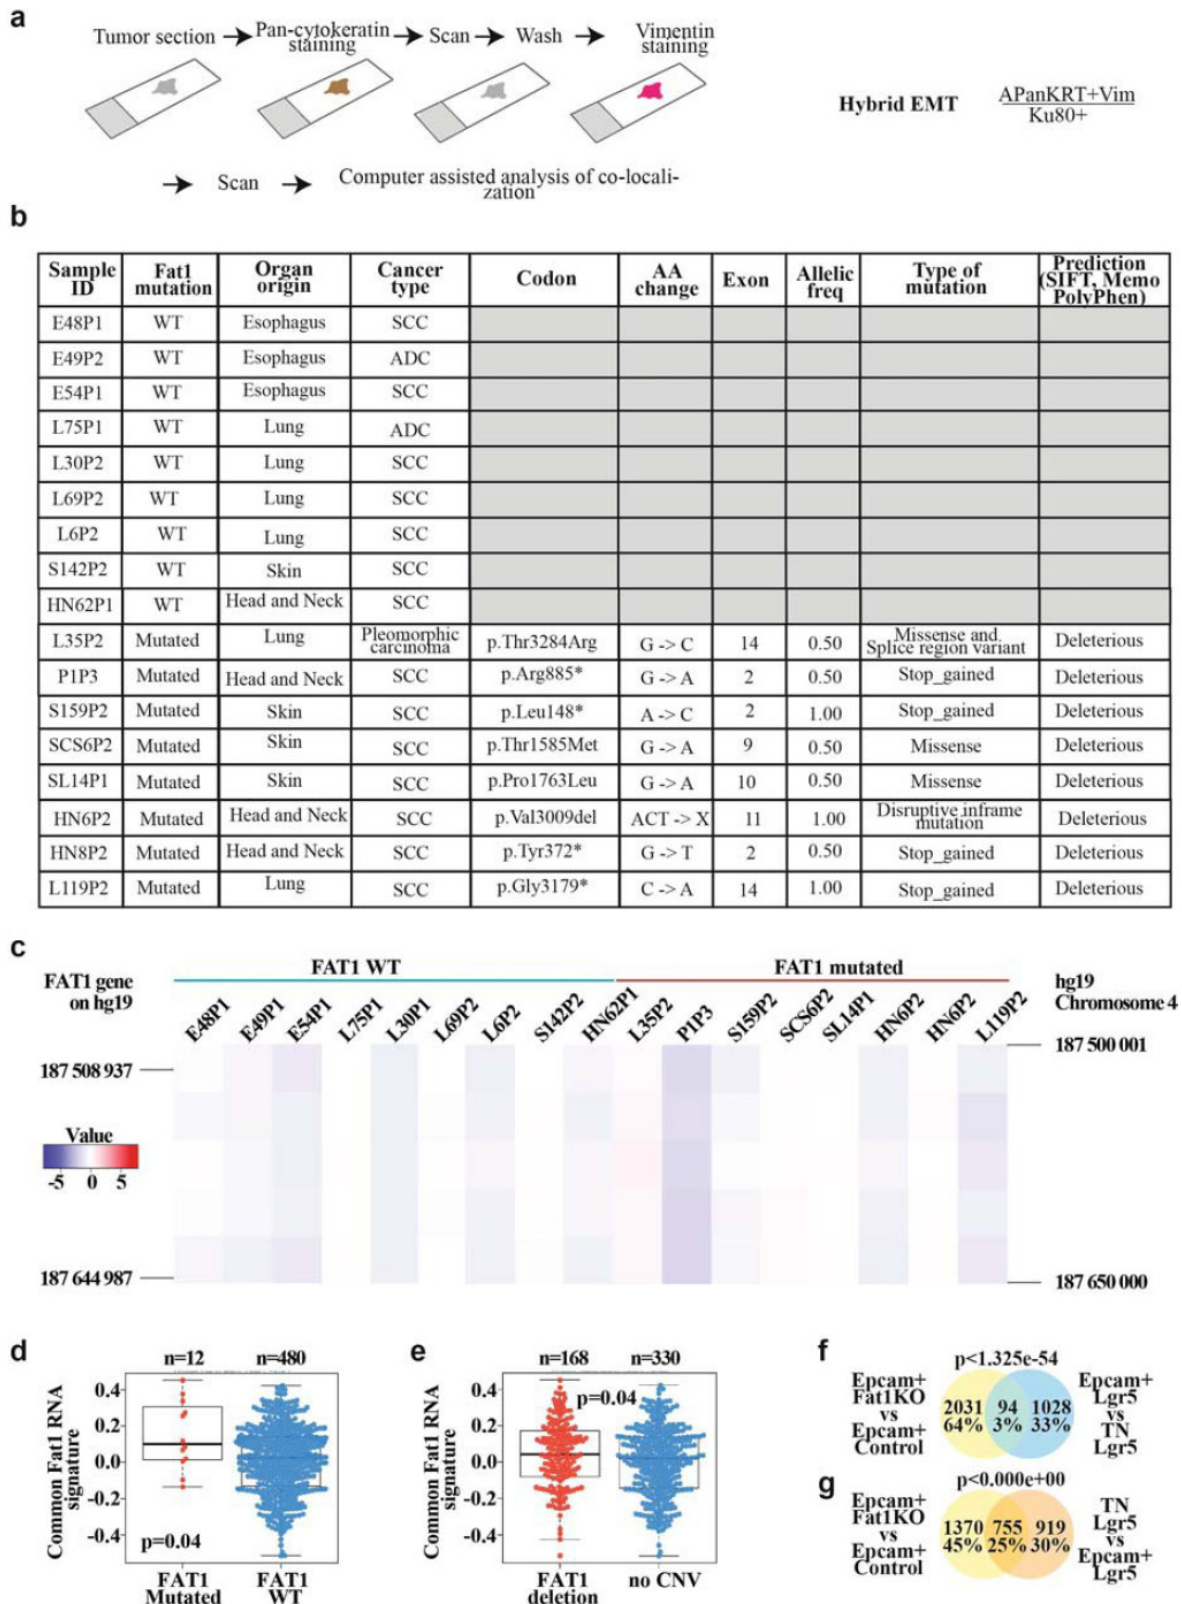 a
Tumor section
Pan-cytokeratin
staining
Scan
Wash
Vimentin
staining
Hybrid EMT
APanKRT+Vim
Ku80+
Scan
Computer assisted analysis of co-locali-
zation
b
Sample ID Fat1 mutation Organ origin Cancer type Codon AA change Exon Allelic freq Type of mutation Prediction (SIFT, Memo PolyPhen)
E48P1 WT Esophagus SCC
E49P2 WT Esophagus ADC
E54P1 WT Esophagus SCC
L75P1 WT Lung ADC
L30P2 WT Lung SCC
L69P2 WT Lung SCC
L6P2 WT Lung SCC
S142P2 WT Skin SCC
HN62P1 WT Head and Neck SCC
L35P2 Mutated Lung Pleomorphic carcinoma p.Thr3284Arg G -> C 14 0.50 Missense and Splice region variant Deleterious
P1P3 Mutated Head and Neck SCC p.Arg885* G -> A 2 0.50 Stop_gained Deleterious
S159P2 Mutated Skin SCC p.Leu148* A -> C 2 1.00 Stop_gained Deleterious
SCS6P2 Mutated Skin SCC p.Thr1585Met G -> A 9 0.50 Missense Deleterious
SL14P1 Mutated Skin SCC p.Pro1763Leu G -> A 10 0.50 Missense Deleterious
HN6P2 Mutated Head and Neck SCC p.Val3009del ACT -> X 11 1.00 Disruptive inframe mutation Deleterious
HN8P2 Mutated Head and Neck SCC p.Tyr372* G -> T 2 0.50 Stop_gained Deleterious
L119P2 Mutated Lung SCC p.Gly3179* C -> A 14 1.00 Stop_gained Deleterious
c
FAT1 gene
on hg19
FAT1 WT
FAT1 mutated
hg19
Chromosome 4
E48P1 E49P1 E54P1 L75P1 L30P1 L69P2 L6P2 S142P2 HN62P1 L35P2 P1P3 S159P2 SCS6P2 SL14P1 HN6P2 HN6P2 L119P2
187 508 937
187 500 001
Value
-5 0 5
187 644 987
187 650 000
d
n=12 n=480
Common Fat1 RNA
signature
0.4
0.2
0.0
-0.2
-0.4
p=0.04
FAT1
Mutated
FAT1
WT
e
n=168 n=330
Common Fat1 RNA
signature
0.4
0.2
0.0
-0.2
-0.4
p=0.04
FAT1
deletion
no CNV
f
p<1.325e-54
Epcam+
Fat1KO
vs
Epcam+
Control
2031 94 1028
64% 3% 33%
Epcam+
Lgr5
vs
TN
Lgr5
g
p<0.000e+00
Epcam+
Fat1KO
vs
Epcam+
Control
1370 755 919
45% 25% 30%
TN
Lgr5
vs
Epcam+
Lgr5